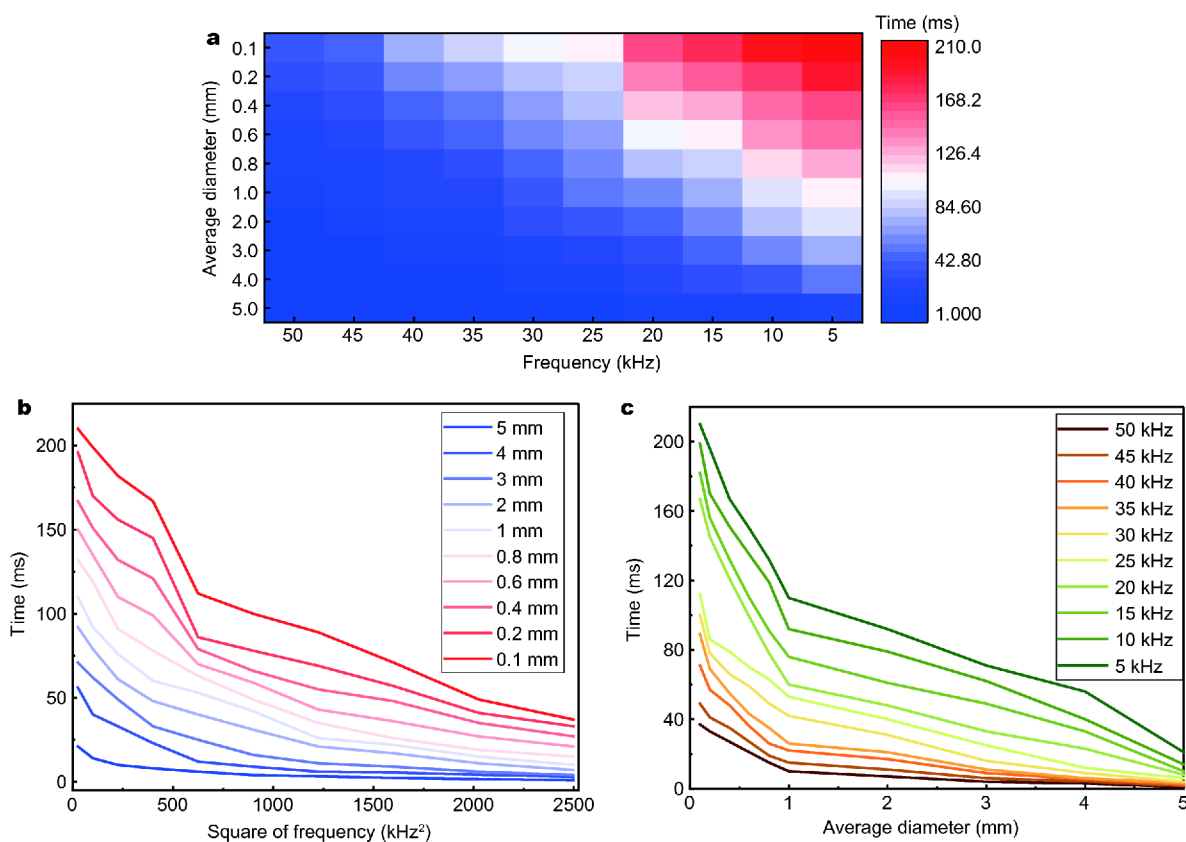 a
Time (ms)
Average diameter (mm)
0.1
0.2
0.4
0.6
0.8
1.0
2.0
3.0
4.0
5.0
50 45 40 35 30 25 20 15 10 5
Frequency (kHz)
210.0
168.2
126.4
84.60
42.80
1.000
b
Time (ms)
200
150
100
50
0
0 500 1000 1500 2000 2500
Square of frequency (kHz²)
5 mm
4 mm
3 mm
2 mm
1 mm
0.8 mm
0.6 mm
0.4 mm
0.2 mm
0.1 mm
c
Time (ms)
200
160
120
80
40
0
0 1 2 3 4 5
Average diameter (mm)
50 kHz
45 kHz
40 kHz
35 kHz
30 kHz
25 kHz
20 kHz
15 kHz
10 kHz
5 kHz